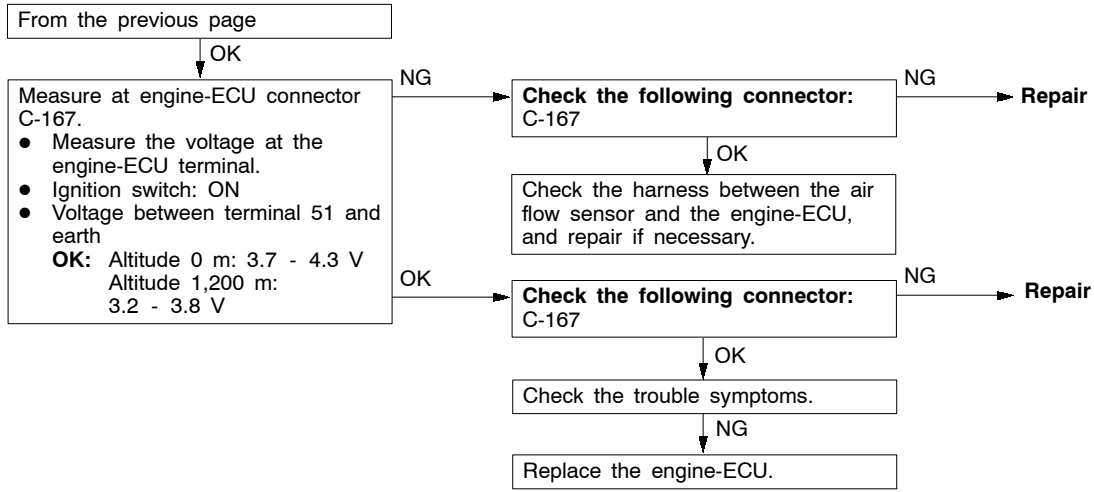 From the previous page
OK
Measure at engine-ECU connector
C-167.
● Measure the voltage at the
engine-ECU terminal.
● Ignition switch: ON
● Voltage between terminal 51 and
earth
OK: Altitude 0 m: 3.7 - 4.3 V
Altitude 1,200 m:
3.2 - 3.8 V
NG
Check the following connector:
C-167
NG
Repair
OK
Check the harness between the air
flow sensor and the engine-ECU,
and repair if necessary.
OK
Check the following connector:
C-167
NG
Repair
OK
Check the trouble symptoms.
NG
Replace the engine-ECU.